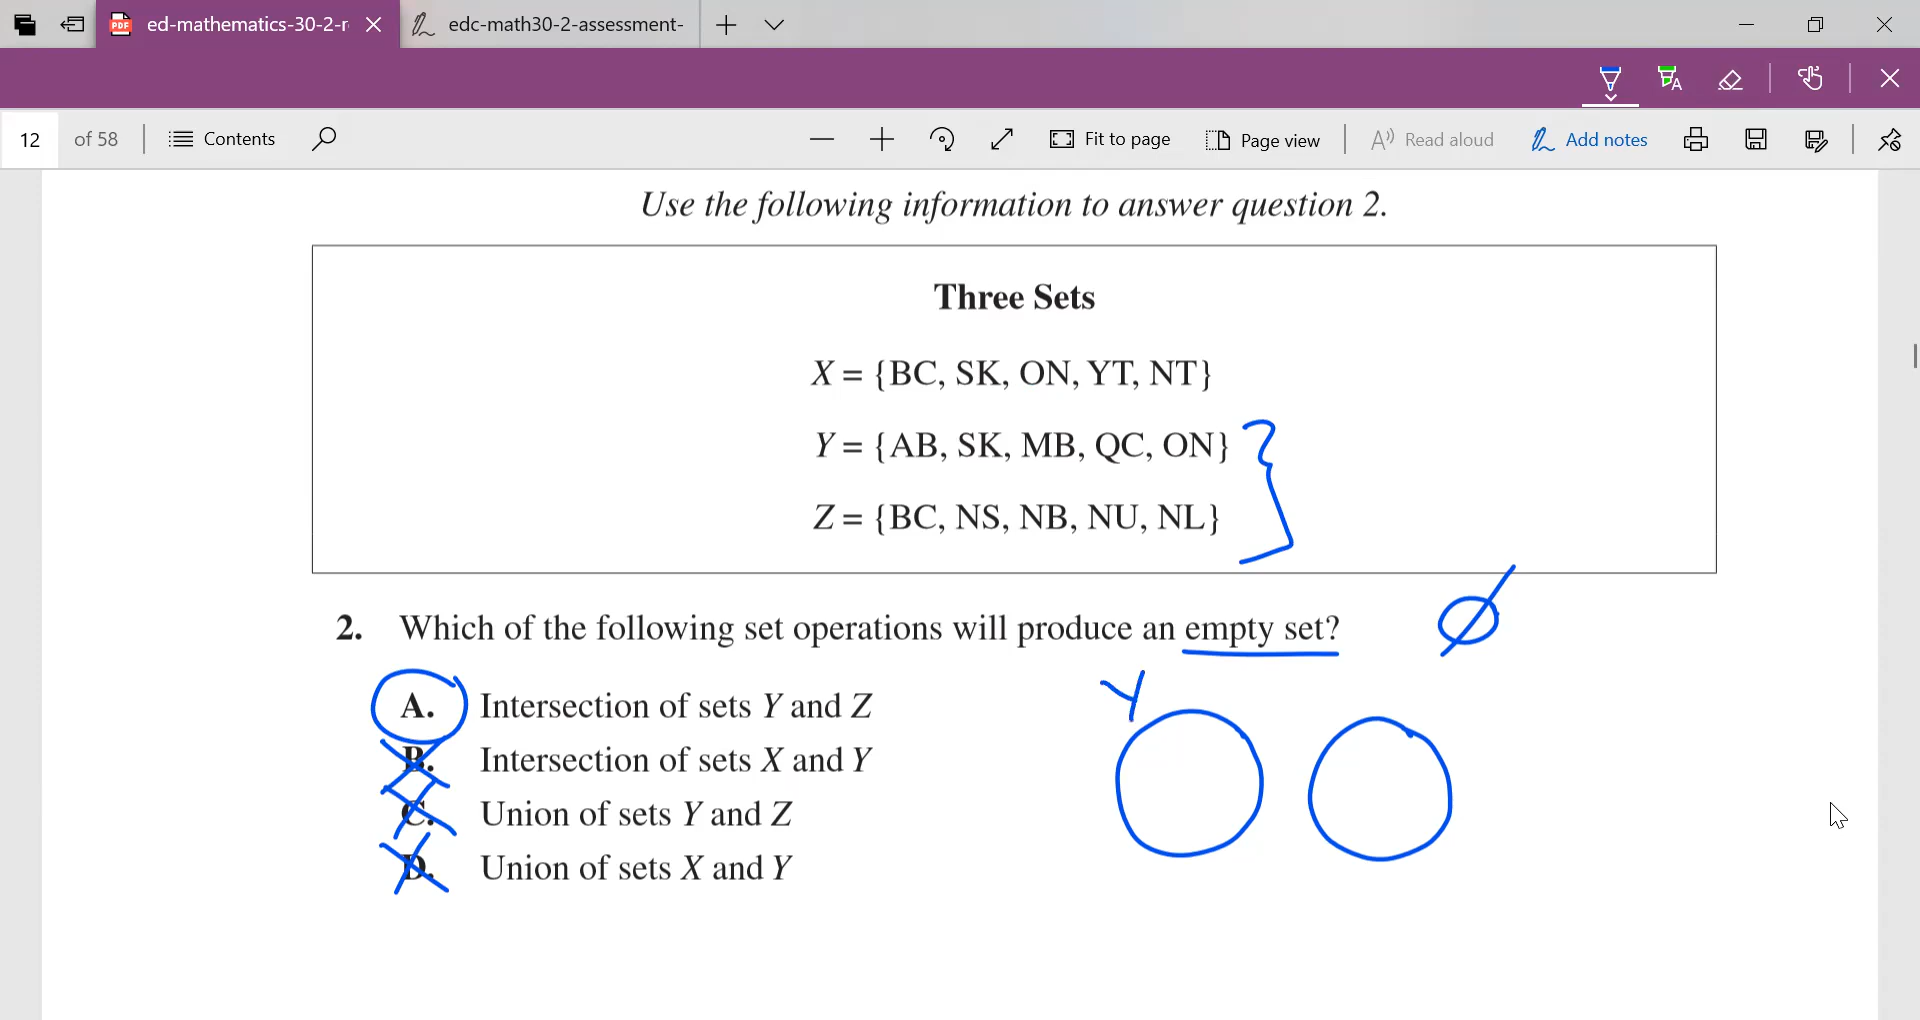 ed-mathematics-30-2-r
edc-math30-2-assessment-
12 of 58 Contents Fit to page Page view Read aloud Add notes
Use the following information to answer question 2.
Three Sets
X = {BC, SK, ON, YT, NT}
Y = {AB, SK, MB, QC, ON}
Z = {BC, NS, NB, NU, NL}
2. Which of the following set operations will produce an empty set?
∅
A. Intersection of sets Y and Z
Y
B. Intersection of sets X and Y
C. Union of sets Y and Z
D. Union of sets X and Y